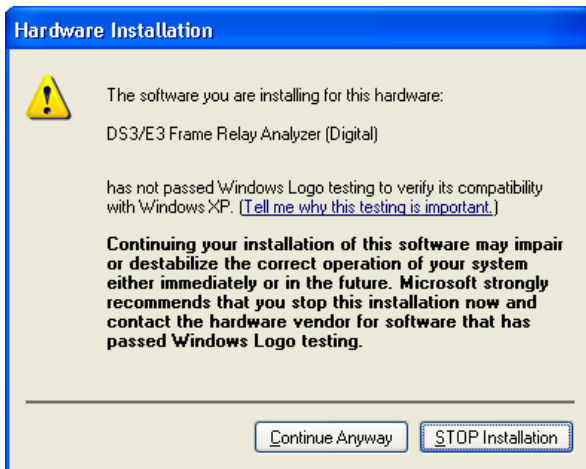 Hardware Installation
The software you are installing for this hardware:
DS3/E3 Frame Relay Analyzer (Digital)
has not passed Windows Logo testing to verify its compatibility
with Windows XP. (Tell me why this testing is important.)
Continuing your installation of this software may impair
or destabilize the correct operation of your system
either immediately or in the future. Microsoft strongly
recommends that you stop this installation now and
contact the hardware vendor for software that has
passed Windows Logo testing.
Continue Anyway
STOP Installation